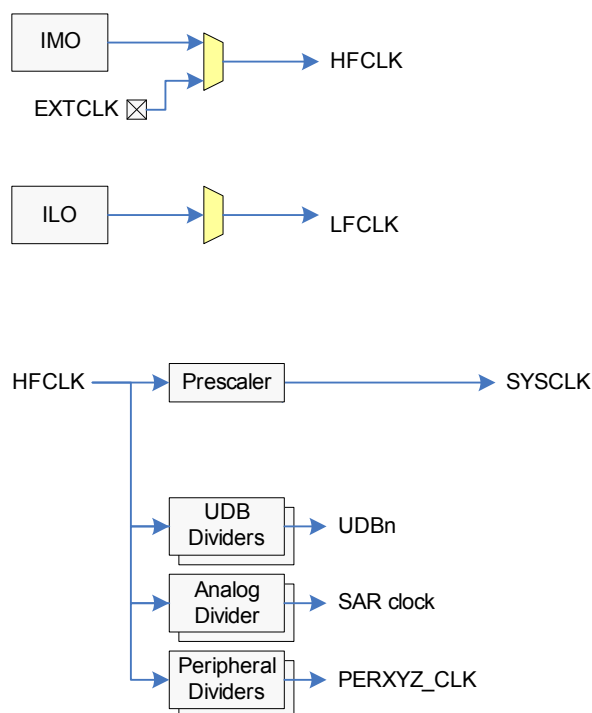 IMO
HFCLK
EXTCLK
ILO
LFCLK
HFCLK
Prescaler
SYSCLK
UDB
Dividers
UDBn
Analog
Divider
SAR clock
Peripheral
Dividers
PERXYZ_CLK